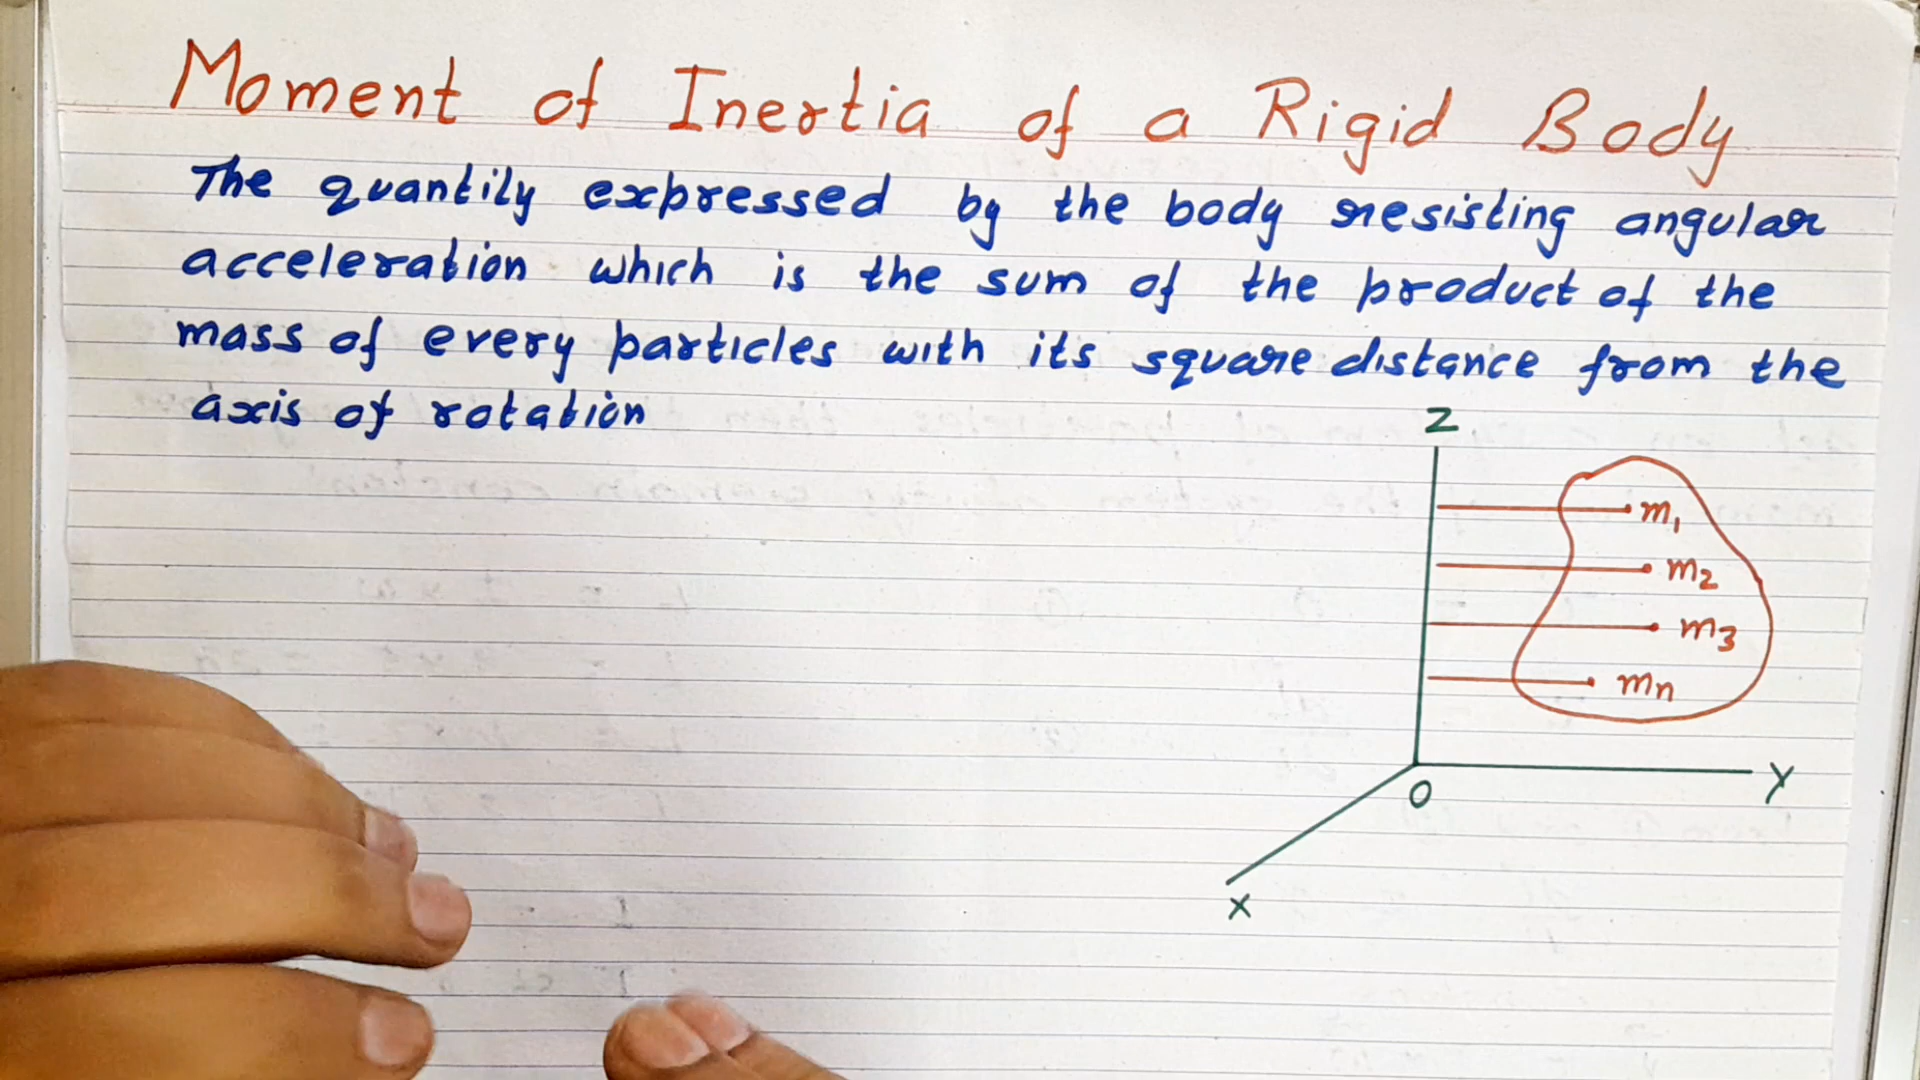 Moment of Inertia of a Rigid Body
The quantily expressed by the body resisting angular
acceleration which is the sum of the product of the
mass of every particles with its square distance from the
axis of rotation
Z
m1
m2
m3
mn
Y
O
X